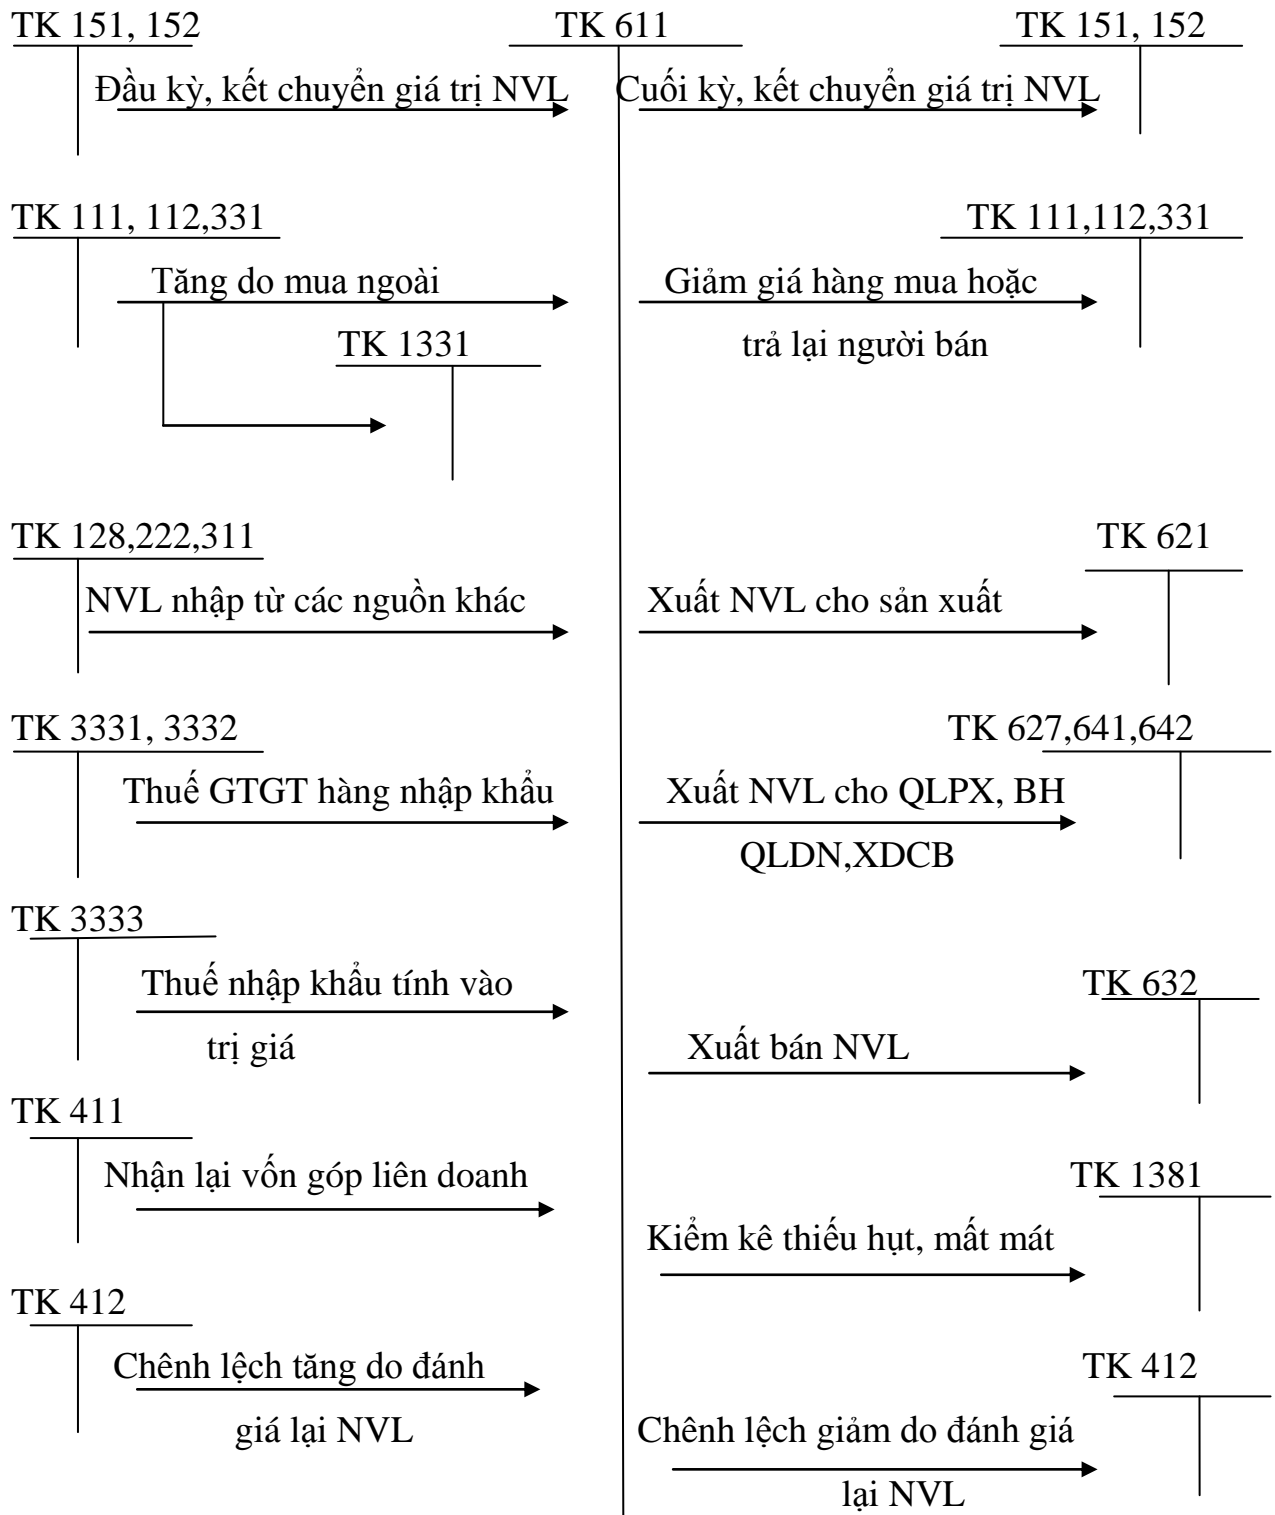 TK 151, 152 TK 611 TK 151, 152
Đầu kỳ, kết chuyển giá trị NVL Cuối kỳ, kết chuyển giá trị NVL
TK 111, 112,331 TK 111,112,331
Tăng do mua ngoài Giảm giá hàng mua hoặc
TK 1331 trả lại người bán
TK 128,222,311 TK 621
NVL nhập từ các nguồn khác Xuất NVL cho sản xuất
TK 3331, 3332 TK 627,641,642
Thuế GTGT hàng nhập khẩu Xuất NVL cho QLPX, BH
QLDN,XDCB
TK 3333
Thuế nhập khẩu tính vào TK 632
trị giá Xuất bán NVL
TK 411
Nhận lại vốn góp liên doanh TK 1381
Kiểm kê thiếu hụt, mất mát
TK 412
Chênh lệch tăng do đánh TK 412
giá lại NVL Chênh lệch giảm do đánh giá
lại NVL